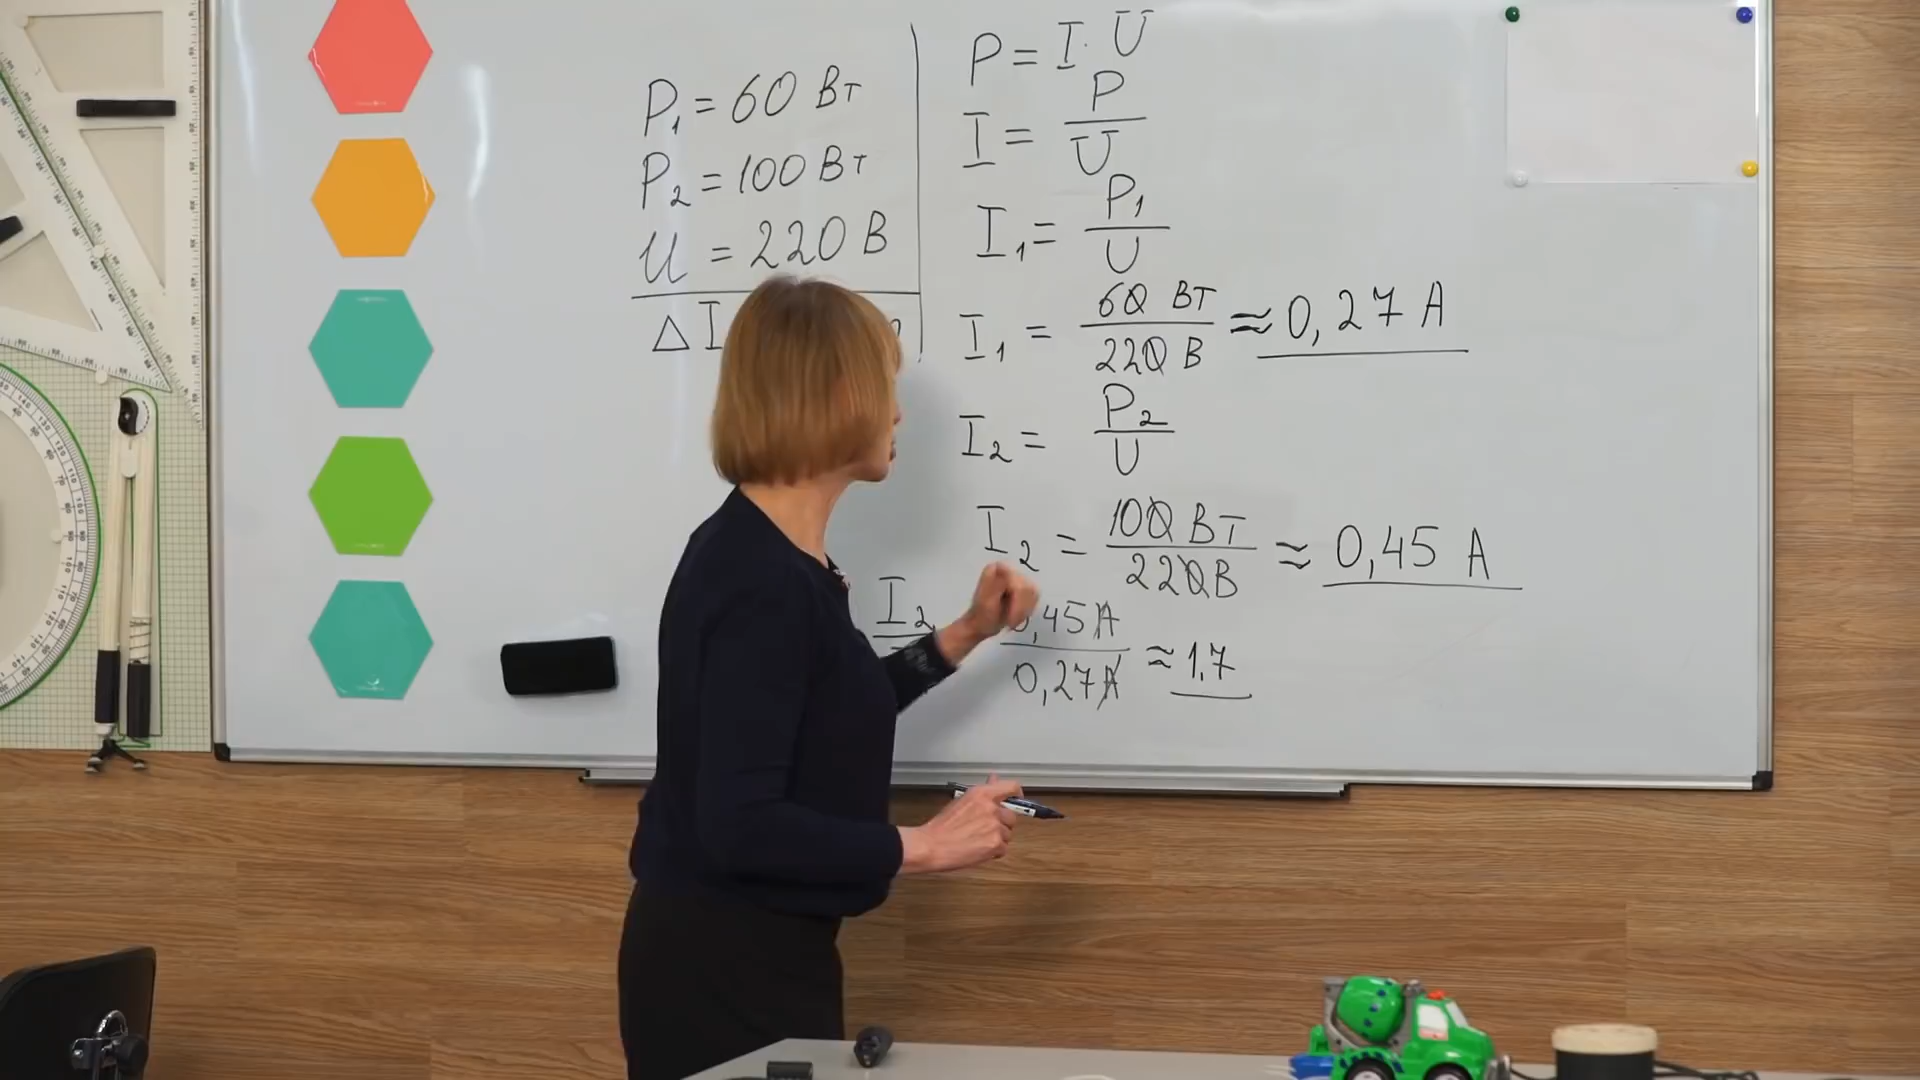 P₁ = 60 Вт
P₂ = 100 Вт
U = 220 В
Δ I
P = I · U
I = P / U
I₁ = P₁ / U
I₁ = 60 Вт / 220 В ≈ 0,27 А
I₂ = P₂ / U
I₂ = 100 Вт / 220 В ≈ 0,45 А
I₂
,45 А / 0,27 А ≈ 1,7